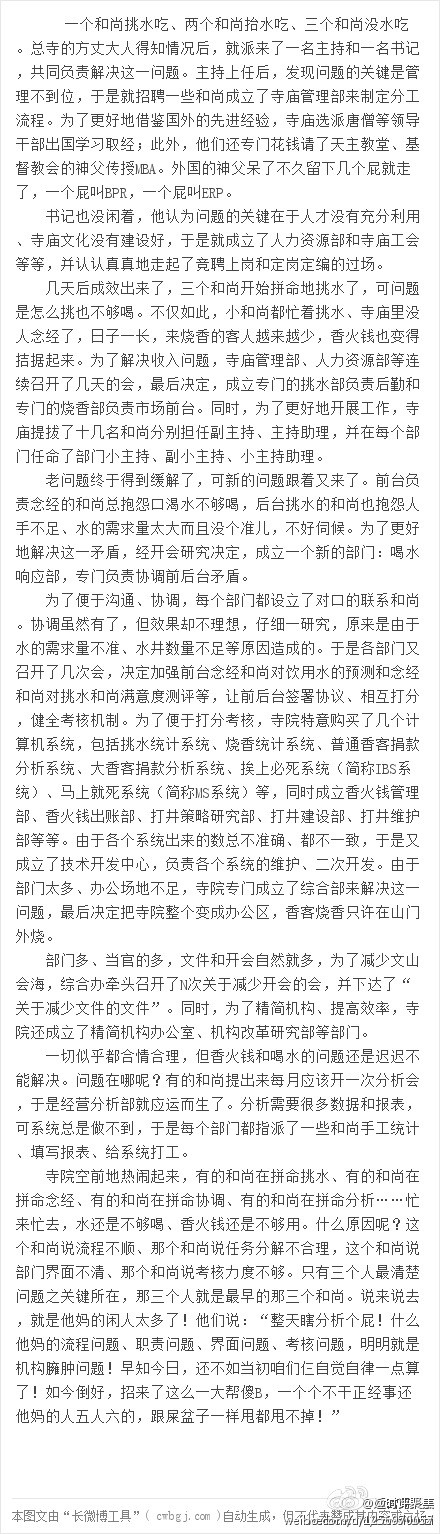 一个和尚挑水吃、两个和尚抬水吃、三个和尚没水吃
。总寺的方丈大人得知情况后，就派来了一名主持和一名书记
，共同负责解决这一问题。主持上任后，发现问题的关键是管
理不到位，于是就招聘一些和尚成立了寺庙管理部来制定分工
流程。为了更好地借鉴国外的先进经验，寺庙选派唐僧等领导
干部出国学习取经；此外，他们还专门花钱请了天主教堂、基
督教会的神父传授MBA。外国的神父呆了不久留下几个屁就走
了，一个屁叫BPR，一个屁叫ERP。
书记也没闲着，他认为问题的关键在于人才没有充分利用
、寺庙文化没有建设好，于是就成立了人力资源部和寺庙工会
等等，并认认真真地走起了竞聘上岗和定岗定编的过场。
几天后成效出来了，三个和尚开始拼命地挑水了，可问题
是怎么挑也不够喝。不仅如此，小和尚都忙着挑水、寺庙里没
人念经了，日子一长，来烧香的客人越来越少，香火钱也变得
拮据起来。为了解决收入问题，寺庙管理部、人力资源部等连
续召开了几天的会，最后决定，成立专门的挑水部负责后勤和
专门的烧香部负责市场前台。同时，为了更好地开展工作，寺
庙提拔了十几名和尚分别担任副主持、主持助理，并在每个部
门任命了部门小主持、副小主持、小主持助理。
老问题终于得到缓解了，可新的问题跟着又来了。前台负
责念经的和尚总抱怨口渴水不够喝，后台挑水的和尚也抱怨人
手不足、水的需求量太大而且没个准儿，不好伺候。为了更好
地解决这一矛盾，经开会研究决定，成立一个新的部门：喝水
响应部，专门负责协调前后台矛盾。
为了便于沟通、协调，每个部门都设立了对口的联系和尚
。协调虽然有了，但效果却不理想，仔细一研究，原来是由于
水的需求量不准、水井数量不足等原因造成的。于是各部门又
召开了几次会，决定加强前台念经和尚对饮用水的预测和念经
和尚对挑水和尚满意度测评等，让前后台签署协议、相互打分
，健全考核机制。为了便于打分考核，寺院特意购买了几个计
算机系统，包括挑水统计系统、烧香统计系统、普通香客捐款
分析系统、大香客捐款分析系统、挨上必死系统（简称IBS系
统）、马上就死系统（简称MS系统）等，同时成立香火钱管理
部、香火钱出账部、打井策略研究部、打井建设部、打井维护
部等等。由于各个系统出来的数总不准确、都不一致，于是又
成立了技术开发中心，负责各个系统的维护、二次开发。由于
部门太多、办公场地不足，寺院专门成立了综合部来解决这一
问题，最后决定把寺院整个变成办公区，香客烧香只许在山门
外烧。
部门多、当官的多，文件和开会自然就多，为了减少文山
会海，综合办牵头召开了N次关于减少开会的会，并下达了“
关于减少文件的文件”。同时，为了精简机构、提高效率，寺
院还成立了精简机构办公室、机构改革研究部等部门。
一切似乎都合情合理，但香火钱和喝水的问题还是迟迟不
能解决。问题在哪呢？有的和尚提出来每月应该开一次分析会
，于是经营分析部就应运而生了。分析需要很多数据和报表，
可系统总是做不到，于是每个部门都指派了一些和尚手工统计
、填写报表、给系统打工。
寺院空前地热闹起来，有的和尚在拼命挑水、有的和尚在
拼命念经、有的和尚在拼命协调、有的和尚在拼命分析……忙
来忙去，水还是不够喝、香火钱还是不够用。什么原因呢？这
个和尚说流程不顺、那个和尚说任务分解不合理，这个和尚说
部门界面不清、那个和尚说考核力度不够。只有三个人最清楚
问题之关键所在，那三个人就是最早的那三个和尚。说来说去
，就是他妈的闲人太多了！他们说：“整天瞎分析个屁！什么
他妈的流程问题、职责问题、界面问题、考核问题，明明就是
机构臃肿问题！早知今日，还不如当初咱们仨自觉自律一点算
了！如今倒好，招来了这么一大帮傻B，一个个不干正经事还
他妈的人五人六的，跟屎盆子一样甩都甩不掉！”
@时评聚焦
本图文由“长微博工具”( cwbgj.com )自动生成，但不代表赞成其内容或立场